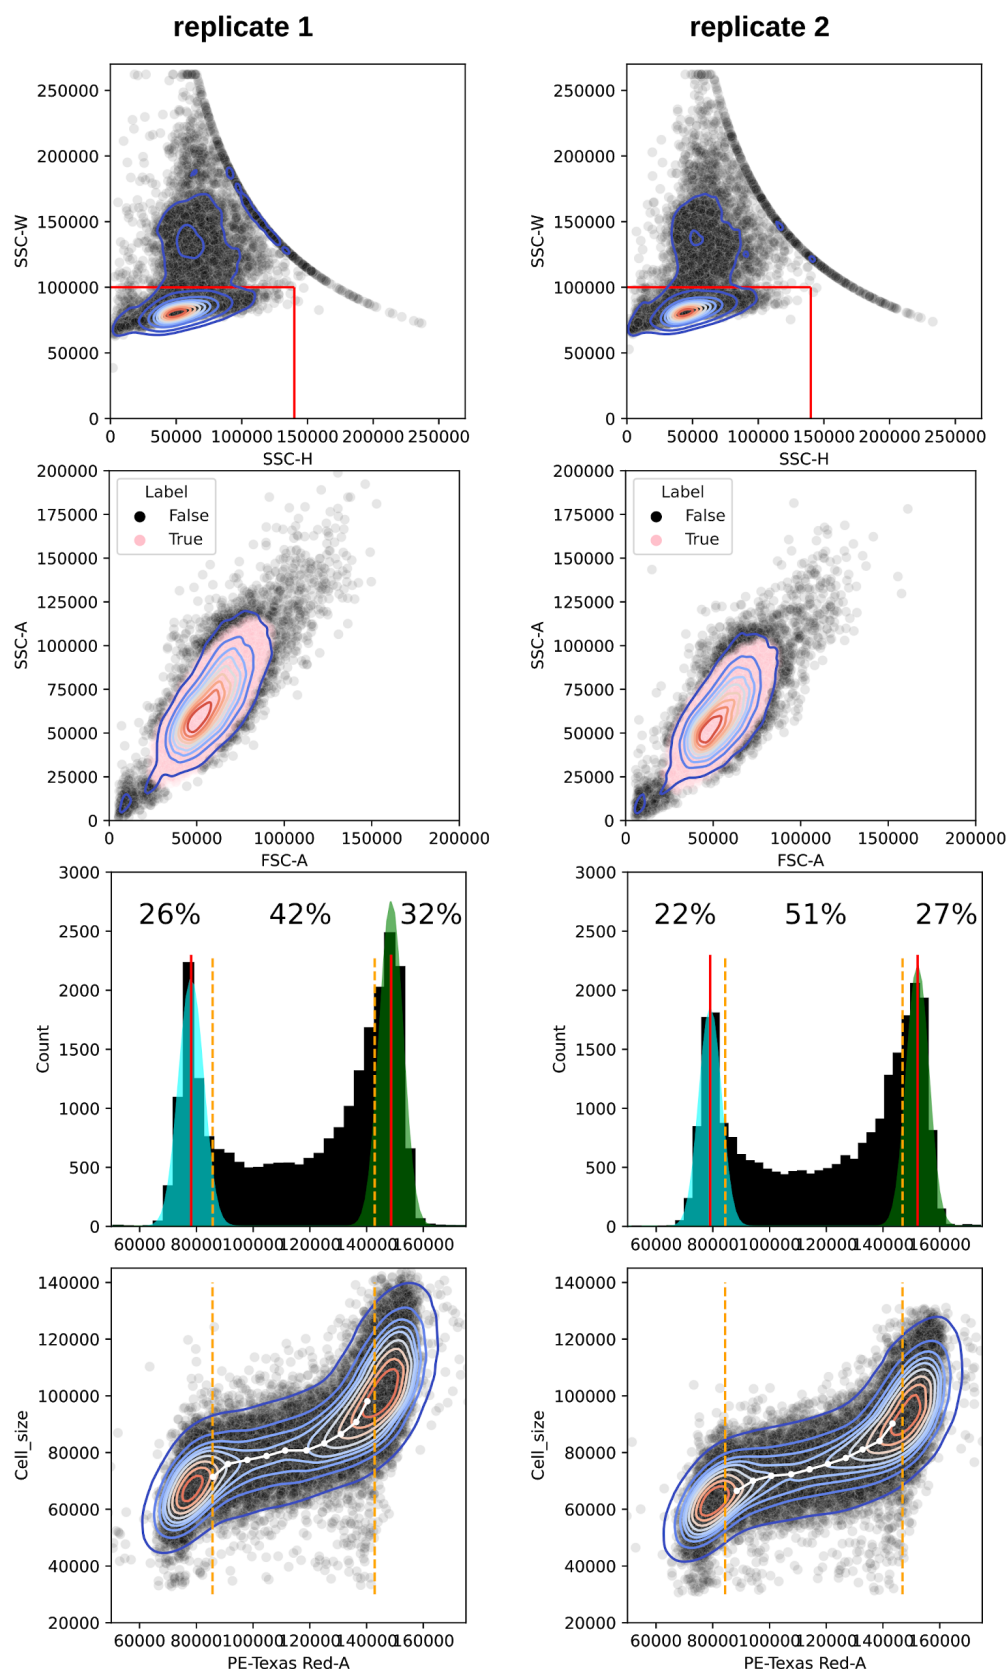 replicate 1
replicate 2
250000
200000
150000
100000
50000
0
SSC-W
0 50000 100000 150000 200000 250000
SSC-H
250000
200000
150000
100000
50000
0
SSC-W
0 50000 100000 150000 200000 250000
SSC-H
200000
175000
150000
125000
100000
75000
50000
25000
0
SSC-A
Label
False
True
0 50000 100000 150000 200000
FSC-A
200000
175000
150000
125000
100000
75000
50000
25000
0
SSC-A
Label
False
True
0 50000 100000 150000 200000
FSC-A
3000
2500
2000
1500
1000
500
0
Count
26% 42% 32%
60000 80000 100000 120000 140000 160000
3000
2500
2000
1500
1000
500
0
Count
22% 51% 27%
60000 80000 100000 120000 140000 160000
140000
120000
100000
80000
60000
40000
20000
Cell_size
60000 80000 100000 120000 140000 160000
PE-Texas Red-A
140000
120000
100000
80000
60000
40000
20000
Cell_size
60000 80000 100000 120000 140000 160000
PE-Texas Red-A